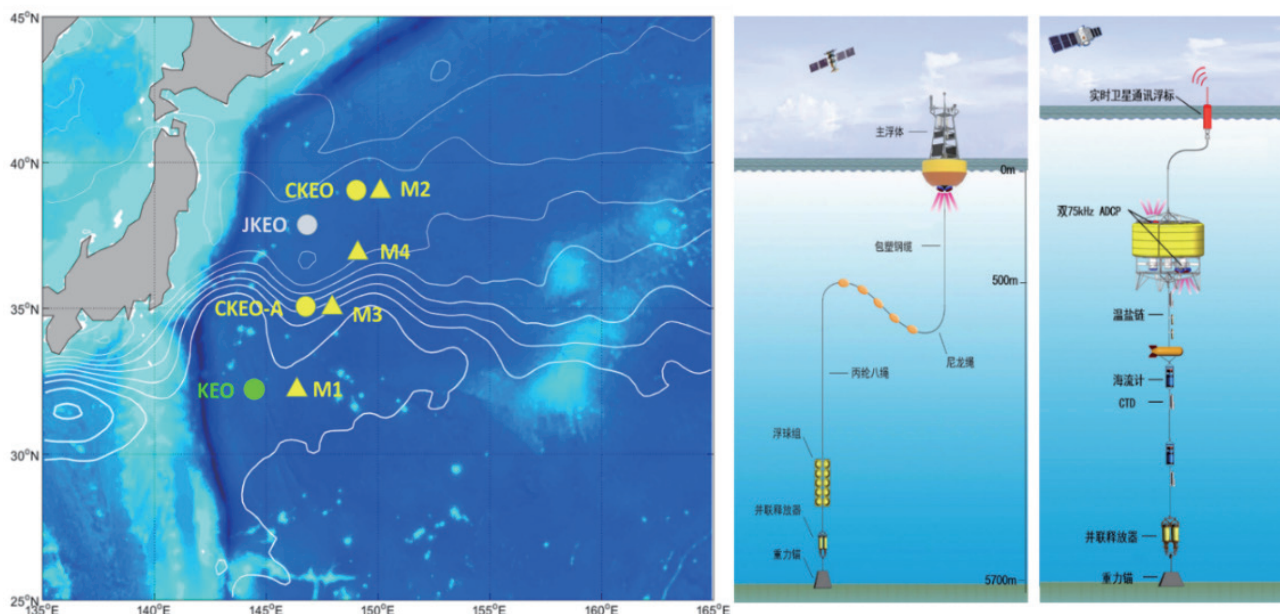 45°N
40°N
35°N
30°N
25°N
135°E
140°E
145°E
150°E
155°E
160°E
165°E
CKEO
M2
JKEO
M4
CKEO-A
M3
KEO
M1
主浮体
0m
包塑钢缆
500m
尼龙绳
丙纶八绳
浮球组
并联释放器
重力锚
5700m
实时卫星通讯浮标
双75kHz ADCP
温盐链
海流计
CTD
并联释放器
重力锚